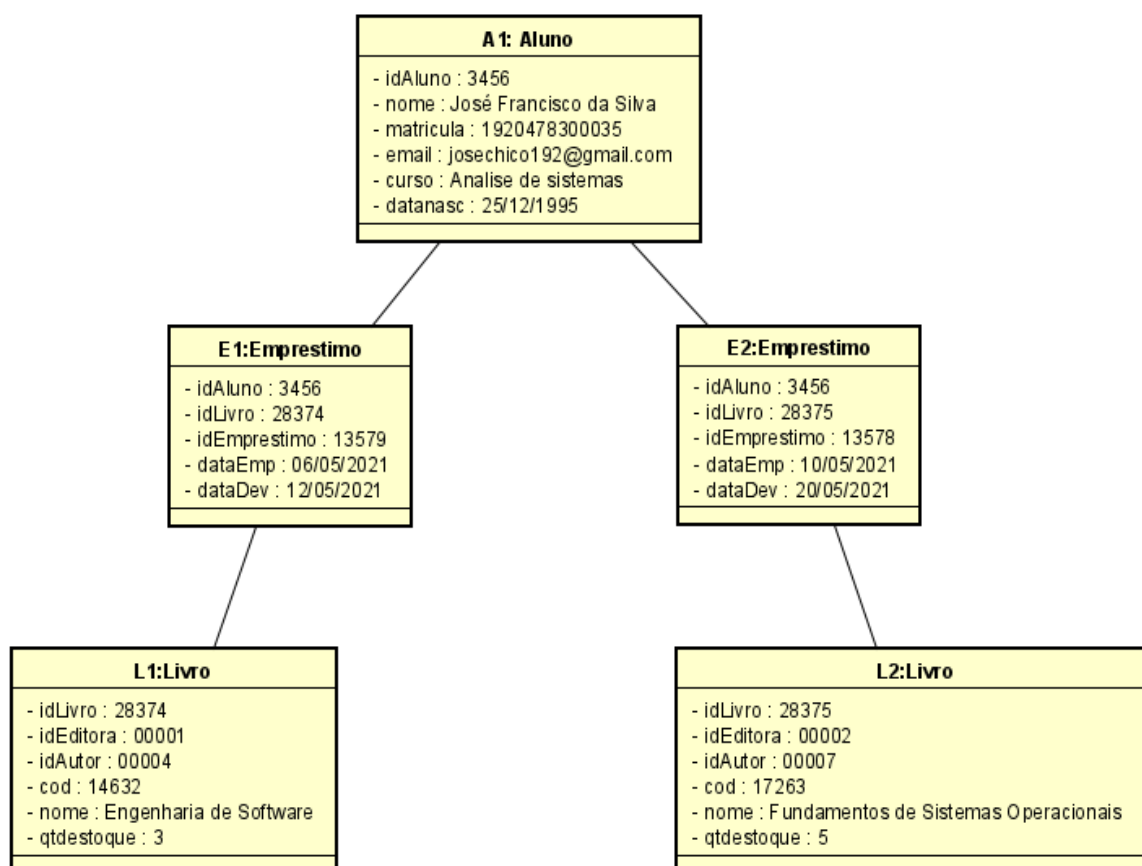 A1: Aluno
- idAluno : 3456
- nome : José Francisco da Silva
- matricula : 1920478300035
- email : josechico192@gmail.com
- curso : Analise de sistemas
- datanasc : 25/12/1995
E1:Emprestimo
- idAluno : 3456
- idLivro : 28374
- idEmprestimo : 13579
- dataEmp : 06/05/2021
- dataDev : 12/05/2021
E2:Emprestimo
- idAluno : 3456
- idLivro : 28375
- idEmprestimo : 13578
- dataEmp : 10/05/2021
- dataDev : 20/05/2021
L1:Livro
- idLivro : 28374
- idEditora : 00001
- idAutor : 00004
- cod : 14632
- nome : Engenharia de Software
- qtdestoque : 3
L2:Livro
- idLivro : 28375
- idEditora : 00002
- idAutor : 00007
- cod : 17263
- nome : Fundamentos de Sistemas Operacionais
- qtdestoque : 5